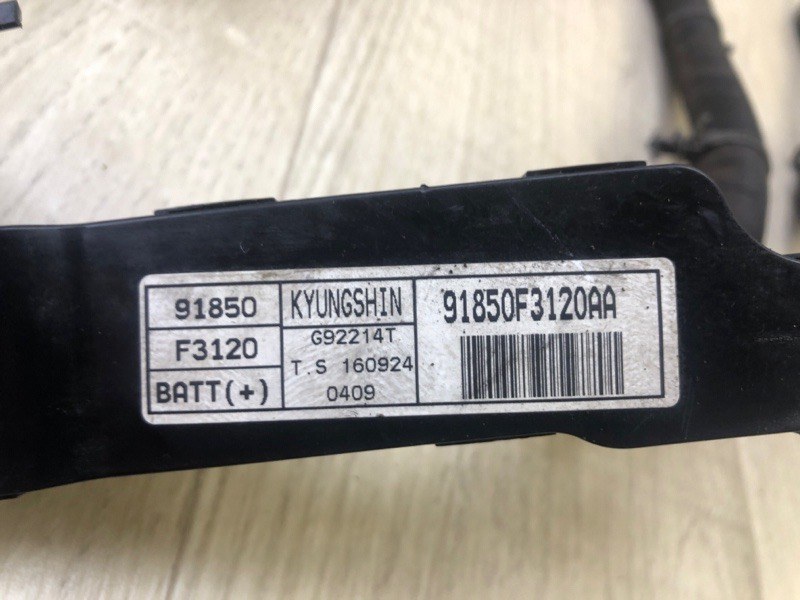 91850
F3120
BATT(+)
KYUNGSHIN
G92214T
T.S 160924
0409
91850F3120AA